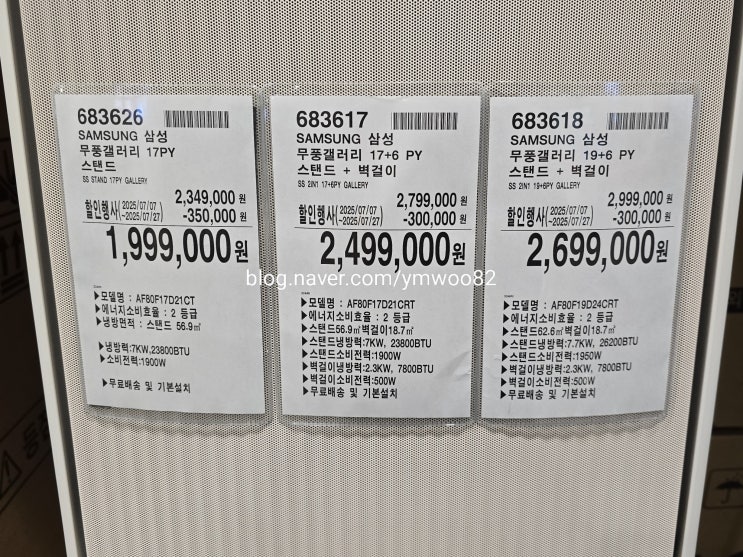 683626
SAMSUNG 삼성
무풍갤러리 17PY
스탠드
SS STAND 17PY GALLERY
2,349,000 원
할인행사(2025/07/07 ~2025/07/27) -350,000 원
1,999,000원
▶모델명 : AF80F17D21CT
▶에너지소비효율 : 2 등급
▶냉방면적 : 스탠드 56.9㎡
▶냉방력:7KW,23800BTU
▶소비전력:1900W
▶무료배송 및 기본설치
683617
SAMSUNG 삼성
무풍갤러리 17+6 PY
스탠드 + 벽걸이
SS 2IN1 17+6PY GALLERY
2,799,000 원
할인행사(2025/07/07 ~2025/07/27) -300,000 원
2,499,000원
▶모델명 : AF80F17D21CRT
▶에너지소비효율 : 2 등급
▶스탠드56.9㎡벽걸이18.7㎡
▶스탠드냉방력:7KW, 23800BTU
▶스탠드소비전력:1900W
▶벽걸이냉방력:2.3KW, 7800BTU
▶벽걸이소비전력:500W
▶무료배송 및 기본설치
683618
SAMSUNG 삼성
무풍갤러리 19+6 PY
스탠드 + 벽걸이
SS 2IN1 19+6PY GALLERY
2,999,000 원
할인행사(2025/07/07 ~2025/07/27) -300,000 원
2,699,000원
▶모델명 : AF80F19D24CRT
▶에너지소비효율 : 2 등급
▶스탠드62.6㎡벽걸이18.7㎡
▶스탠드냉방력:7.7KW, 26200BTU
▶스탠드소비전력:1950W
▶벽걸이냉방력:2.3KW, 7800BTU
▶벽걸이소비전력:500W
▶무료배송 및 기본설치
blog.naver.com/ymwoo82